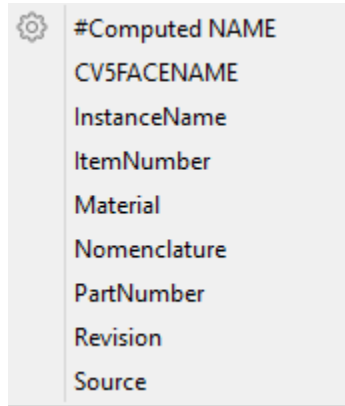 #Computed NAME
CV5FACENAME
InstanceName
ItemNumber
Material
Nomenclature
PartNumber
Revision
Source